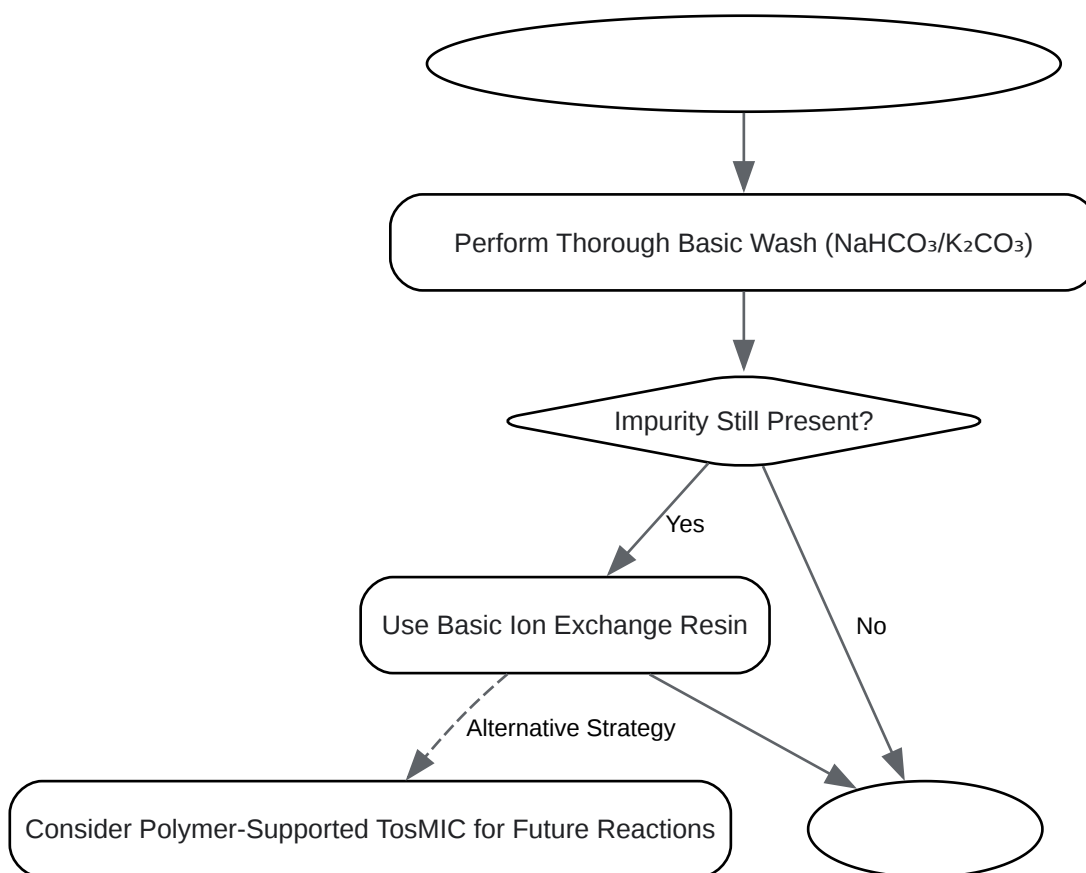 Perform Thorough Basic Wash (NaHCO₃/K₂CO₃)
Impurity Still Present?
Yes
Use Basic Ion Exchange Resin
No
Alternative Strategy
Consider Polymer-Supported TosMIC for Future Reactions